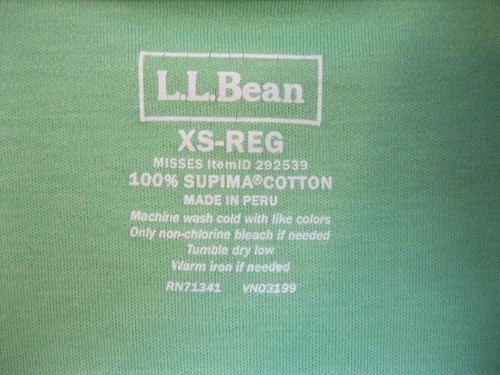 L.L.Bean
XS-REG
MISSES ItemID 292539
100% SUPIMA®COTTON
MADE IN PERU
Machine wash cold with like colors
Only non-chlorine bleach if needed
Tumble dry low
Warm iron if needed
RN71341 VN03199